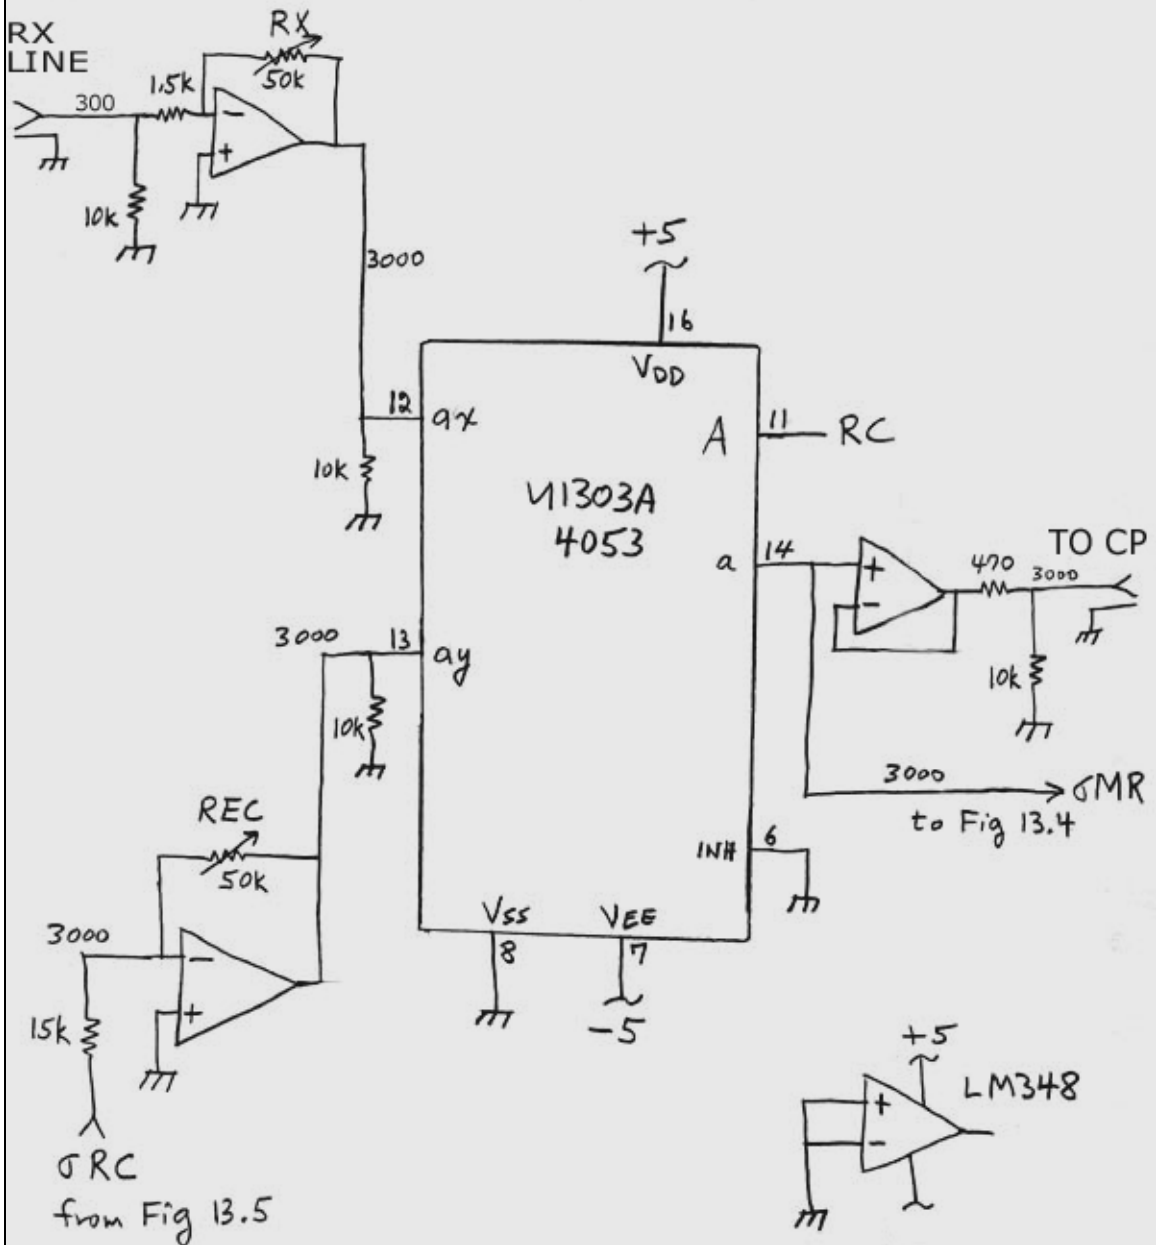 RX
LINE
RX
50k
1.5k
300
−
+
10k
3000
+5
16
VDD
12
ax
10k
A
11
RC
U1303A
4053
a
14
+
−
470
3000
TO CP
10k
3000
13
ay
10k
3000
σMR
to Fig 13.4
REC
50k
INH
6
3000
−
+
15k
VSS
8
VEE
7
−5
σRC
from Fig 13.5
+5
LM348
+
−